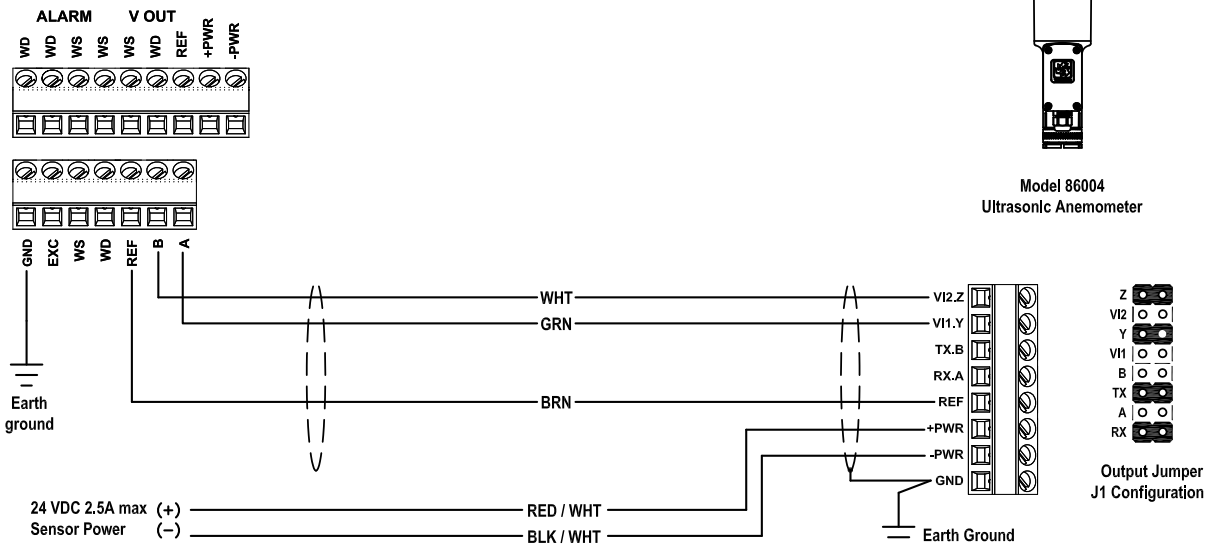 ALARM V OUT
WD WD WS WS WS WD REF +PWR -PWR
GND EXC WS WD REF B A
Earth
ground
Model 86004
Ultrasonic Anemometer
WHT
GRN
BRN
VI2.Z
VI1.Y
TX.B
RX.A
REF
+PWR
-PWR
GND
Z
VI2
Y
VI1
B
TX
A
RX
Output Jumper
J1 Configuration
24 VDC 2.5A max (+)
Sensor Power (−)
RED / WHT
BLK / WHT
Earth Ground